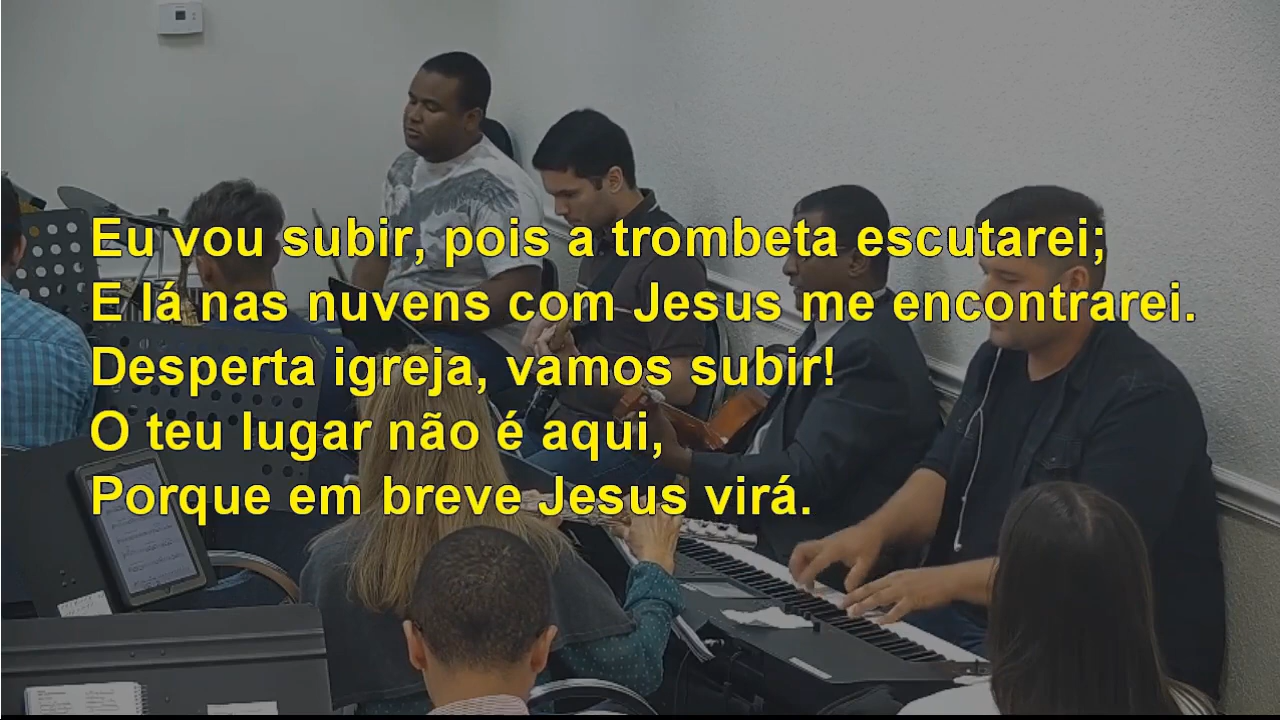 Eu vou subir, pois a trombeta escutarei;
E lá nas nuvens com Jesus me encontrarei.
Desperta igreja, vamos subir!
O teu lugar não é aqui,
Porque em breve Jesus virá.